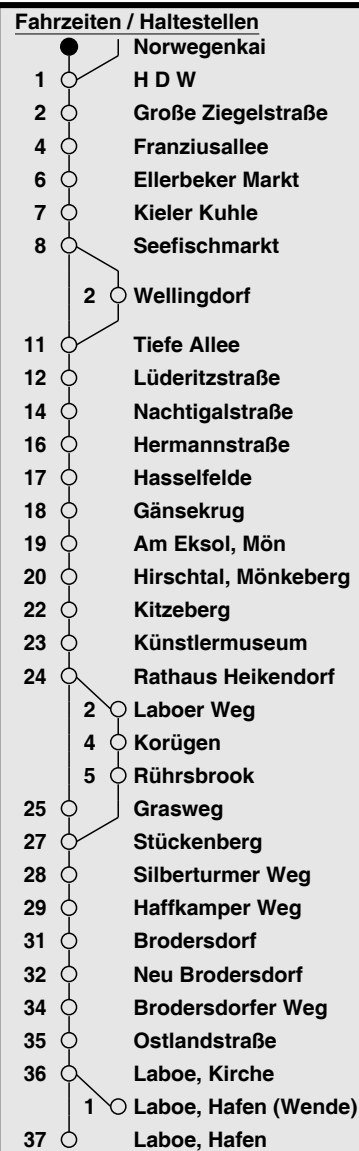 Fahrzeiten / Haltestellen
Norwegenkai
1 H D W
2 Große Ziegelstraße
4 Franziusallee
6 Ellerbeker Markt
7 Kieler Kuhle
8 Seefischmarkt
2 Wellingdorf
11 Tiefe Allee
12 Lüderitzstraße
14 Nachtigalstraße
16 Hermannstraße
17 Hasselfelde
18 Gänsekrug
19 Am Eksol, Mön
20 Hirschtal, Mönkeberg
22 Kitzeberg
23 Künstlermuseum
24 Rathaus Heikendorf
2 Laboer Weg
4 Korügen
5 Rührsbrook
25 Grasweg
27 Stückenberg
28 Silberturmer Weg
29 Haffkamper Weg
31 Brodersdorf
32 Neu Brodersdorf
34 Brodersdorfer Weg
35 Ostlandstraße
36 Laboe, Kirche
1 Laboe, Hafen (Wende)
37 Laboe, Hafen